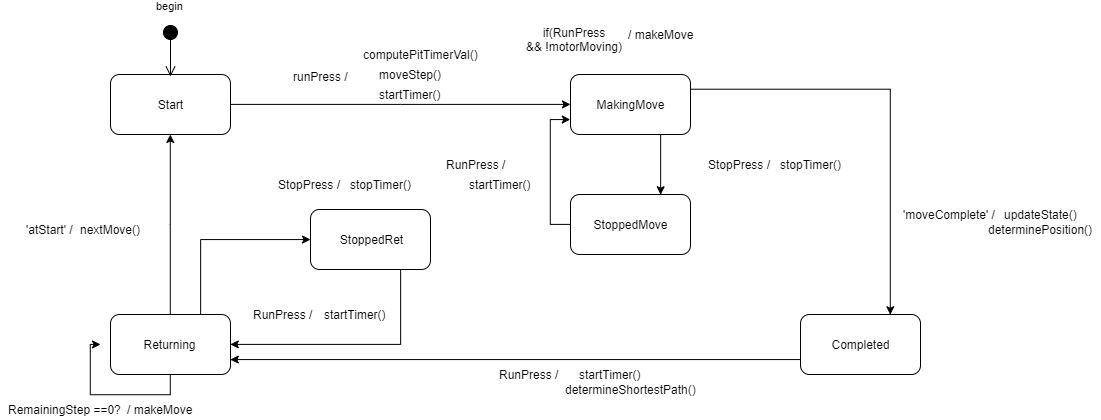 begin
if(RunPress / makeMove
&& !motorMoving)
computePitTimerVal()
runPress / moveStep()
startTimer()
Start
MakingMove
RunPress /
startTimer()
StopPress / stopTimer()
StopPress / stopTimer()
StoppedMove
'moveComplete' / updateState()
determinePosition()
'atStart' / nextMove()
StoppedRet
RunPress / startTimer()
Returning
Completed
RunPress / startTimer()
determineShortestPath()
RemainingStep ==0? / makeMove